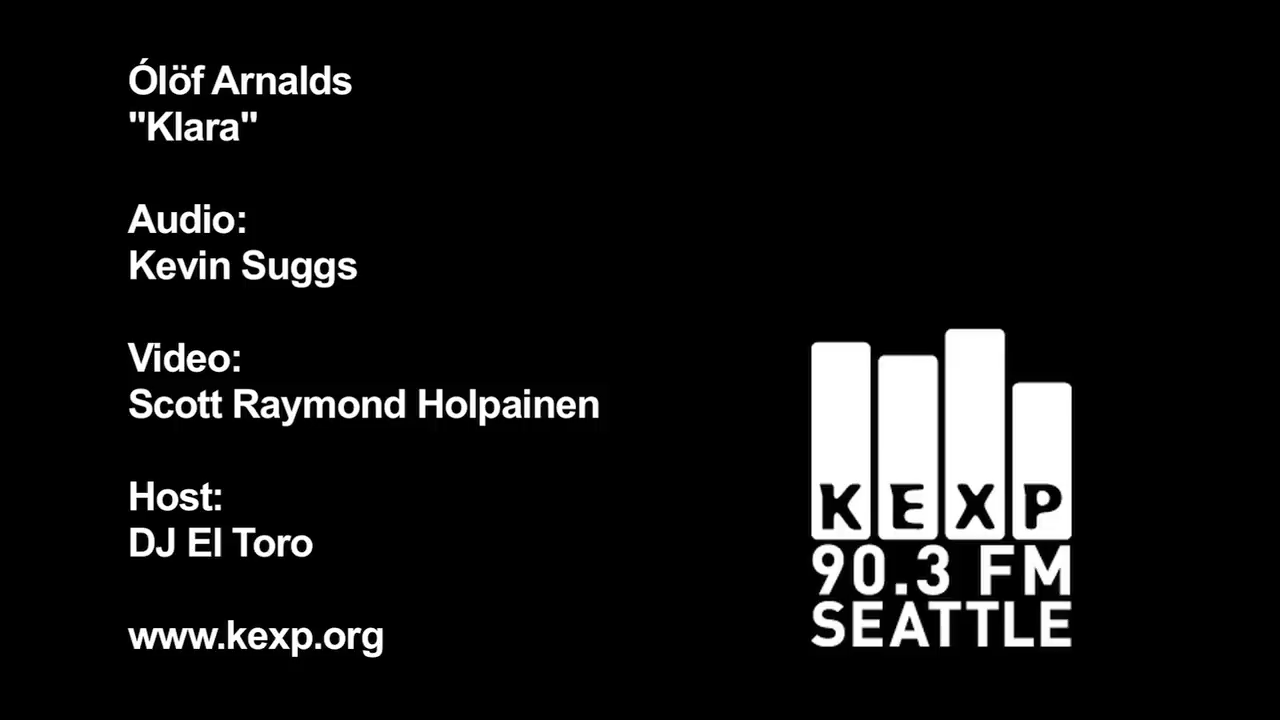 Ólöf Arnalds
"Klara"
Audio:
Kevin Suggs
Video:
Scott Raymond Holpainen
Host:
DJ El Toro
www.kexp.org
KEXP
90.3 FM
SEATTLE